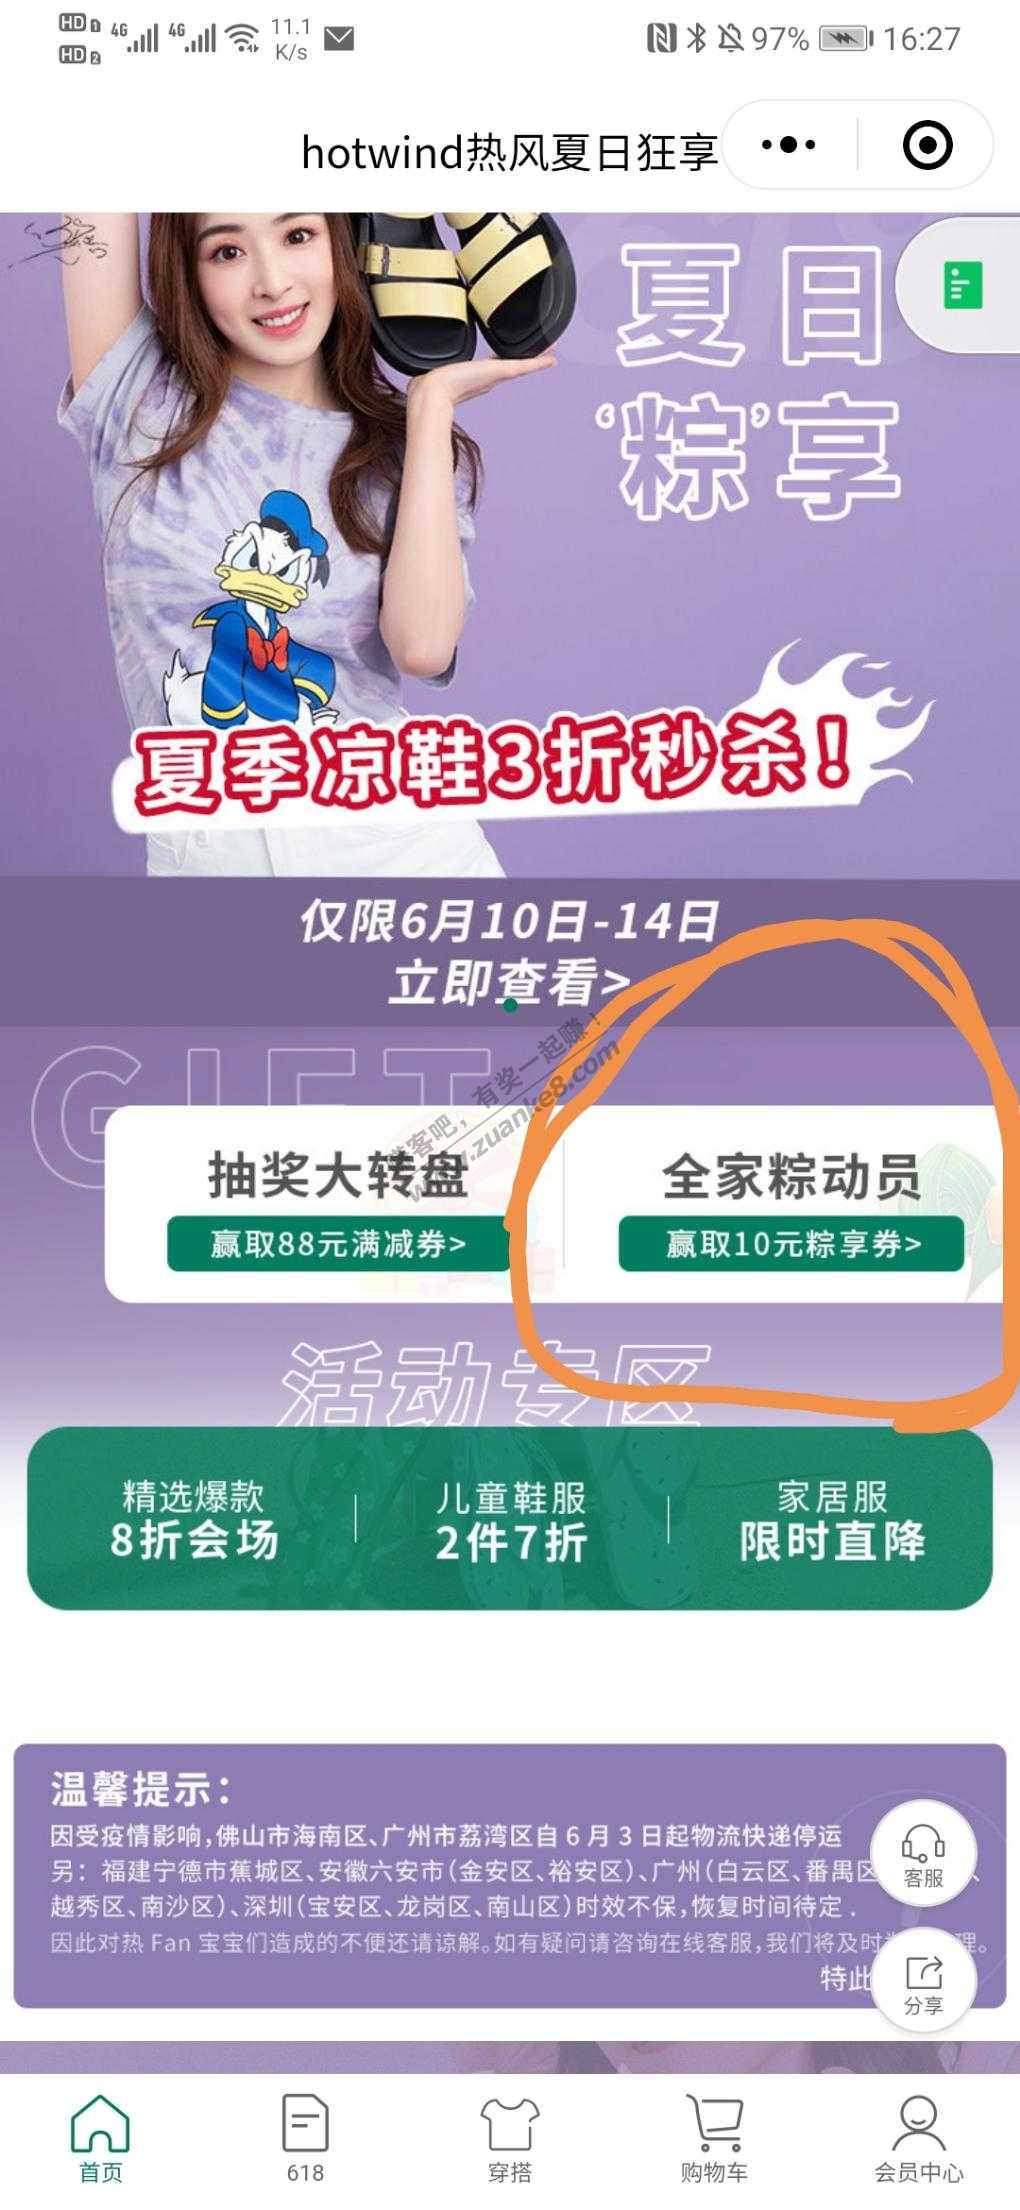 HD 1 4G 4G 11.1 K/s 97% 16:27
HD 2
hotwind热风夏日狂享
夏日
‘粽’享
夏季凉鞋3折秒杀!
仅限6月10日-14日
立即查看>
赚客吧，有奖一起赚！
www.zuanke8.com
GIFT
抽奖大转盘
赢取88元满减券>
全家粽动员
赢取10元粽享券>
活动专区
精选爆款
8折会场
儿童鞋服
2件7折
家居服
限时直降
温馨提示:
因受疫情影响,佛山市海南区、广州市荔湾区自 6 月 3 日起物流快递停运
另: 福建宁德市蕉城区、安徽六安市(金安区、裕安区)、广州(白云区、番禺区、
越秀区、南沙区)、深圳(宝安区、龙岗区、南山区)时效不保,恢复时间待定 .
因此对热 Fan 宝宝们造成的不便还请谅解。如有疑问请咨询在线客服,我们将及时 理。
特此
客服
分享
首页
618
穿搭
购物车
会员中心